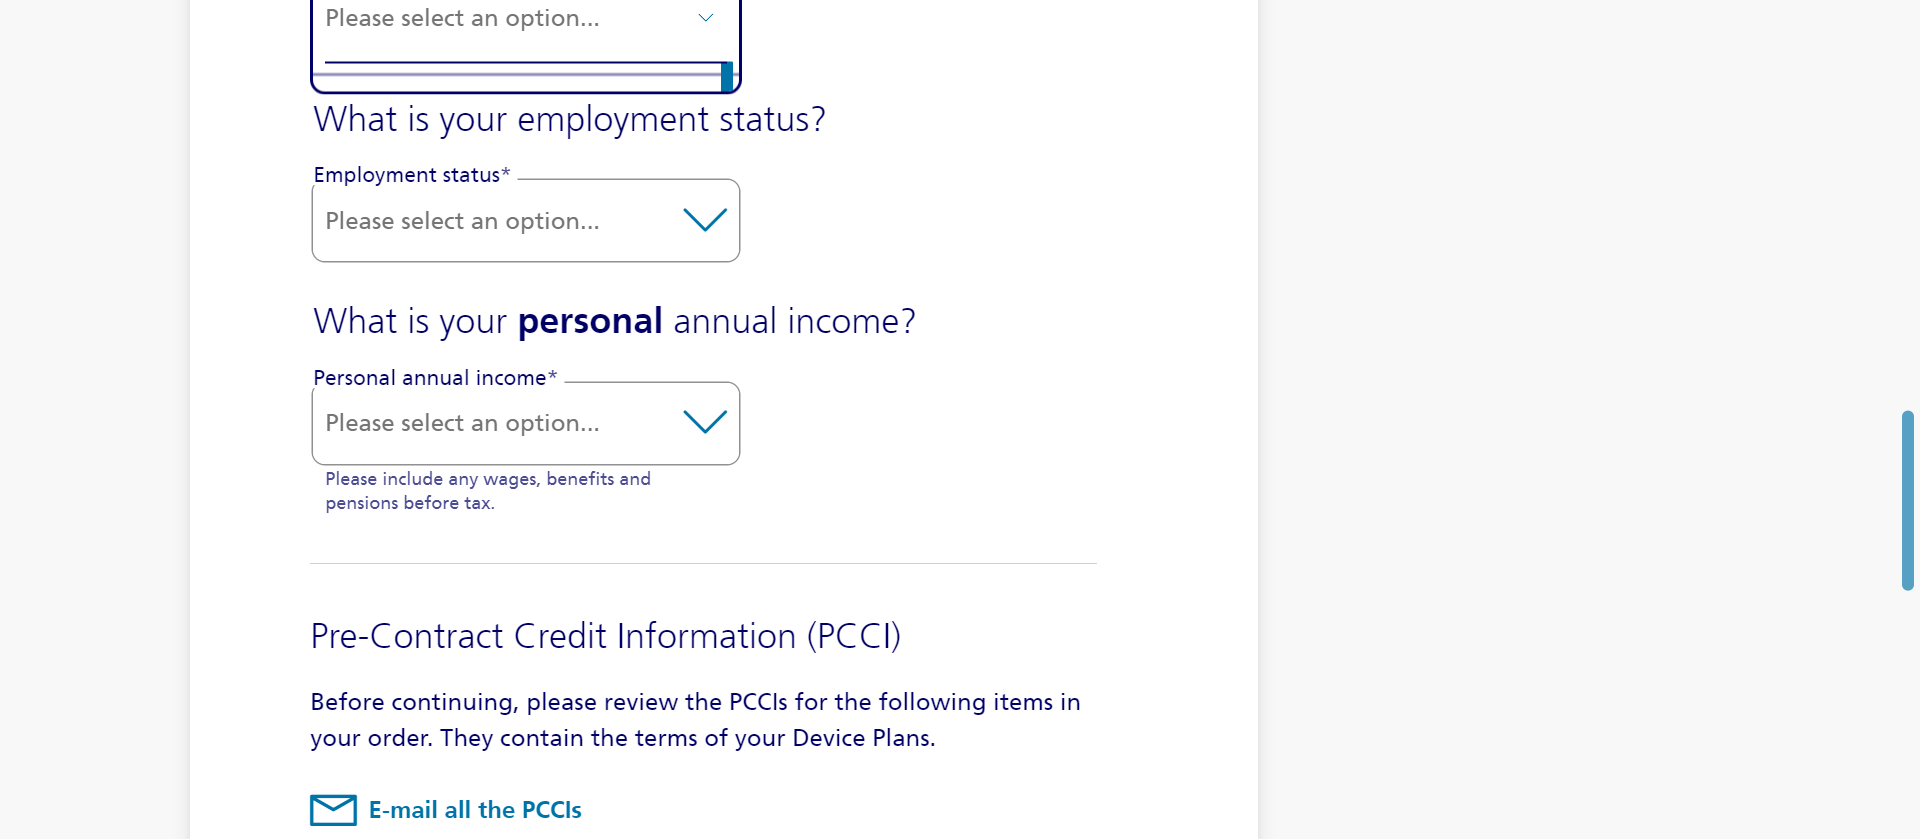 Please select an option...
What is your employment status?
Employment status*
Please select an option...
What is your personal annual income?
Personal annual income*
Please select an option...
Please include any wages, benefits and
pensions before tax.
Pre-Contract Credit Information (PCCI)
Before continuing, please review the PCCIs for the following items in
your order. They contain the terms of your Device Plans.
E-mail all the PCCIs